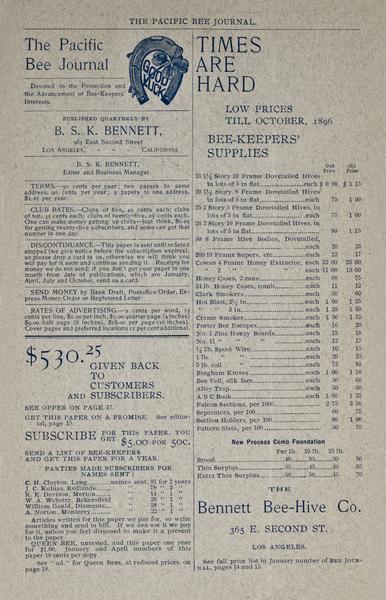 THE PACIFIC BEE JOURNAL.
The Pacific
Bee Journal
GOOD
LUCK
Devoted to the Protection and
the Advancement of Bee-Keepers'
Interests.
PUBLISHED QUARTERLY BY
B. S. K. BENNETT,
365 East Second Street
LOS ANGELES, - - - CALIFORNIA
B. S. K. BENNETT,
Editor and Business Manager.
TERMS.—50 cents per year; two papers to same
address, 90 cents per year; 3 papers to one address,
$1.25 per year.
CLUB RATES.—Clubs of five, 40 cents each; clubs
of ten, 35 cents each; clubs of twenty-five, 25 cents each.
One can make money getting up clubs—just think, $6.25
for getting twenty-five subscribers, and some can get that
number in one day.
DISCONTINUANCE.—This paper is sent until ordered
stopped (we give notice before the subscription expires),
so please drop a card to us, otherwise we will think you
will pay for it soon and continue sending it. Receipts for
money we do not send; if you don't get your paper in one
month from date of publications, which are January,
April, July and October, send us a card.
SEND MONEY by Bank Draft, Postoffice Order, Ex-
press Money Order or Registered Letter.
RATES OF ADVERTISING.—2 cents per word, 15
cents per line, $1.00 per inch, $5.00 quarter page (4 inches)
$9.00 half page (8 inches), $18.00 per page (16 inches).
Cover pages and preferred locations 15 per cent additional.
$530.25
GIVEN BACK
TO
CUSTOMERS
AND SUBSCRIBERS.
SEE OFFER ON PAGE 17.
GET THIS PAPER ON A PROMISE. See editor-
ial, page 15.
SUBSCRIBE FOR THIS PAPER, YOU
GET $5.00 FOR 50C.
SEND A LIST OF BEE-KEEPERS
AND GET THIS PAPER FOR A YEAR.
PARTIES MADE SUBSCRIBERS FOR
NAMES SENT:
C. H. Clayton, Lang names sent, 91 for 2 years
J. C. Kubias, Redlands
R. E. Davison, Merton
W. A. Webster, Bakersfield
William Gould, Dismente
A. Norton, Monterey
Articles written for this paper we pay for, so write
something and send in bill. If we can use it we pay
for it, unless you feel disposed to make it a present
to us.
QUEEN BEE, untested, and this paper one year
for $1.00. January and April numbers of this
paper 10 cents per copy.
See "ad." for Queen Bees, at reduced prices, on
page 18.
TIMES
ARE
HARD
LOW PRICES
TILL OCTOBER, 1896
BEE-KEEPERS'
SUPPLIES
Our Price Old Price
25 1½ Story 10 Frame Dovetailed Hives
in lots of 5 in flat each $0 90 $1 15
25 1½ Story 8 Frame Dovetailed Hives
in lots of 5 in flat each 75 1 00
25 2 Story 8 Frame Dovetailed Hives, in
lots of 5 in flat each 75 1 00
25 2 Story 10 Frame Dovetailed Hives, in
lots of 5 in flat each 90 1 15
50 8 Frame Hive Bodies, Dovetailed,
each 20 25
200 10 Frame Supers, etc. each
Cowan 4 Frame Honey Extractor, each 22 00 25 00
" 2 " " each 11 00 13 00
Honey Cases, 2 cans each 68 75
24 lb. Honey Cases, comb each 11 12
Clark Smokers each
Hot Blast, 2½ in each 1 00 1 25
" " 3 in each 1 25 1 50
Crane Smoker each 1 50 1 75
Porter Bee Escapes each 16 20
No. 1 Zinc Honey Boards each 15 18
No. 11 " " each 12 17
½ lb. Spool Wire each 10 15
1 lb. " each 20 25
5 lb. coil each 75 85
Bingham Knives each 1 00 1 10
Bee Veil, silk face each 50 60
Alley Trap each 50 60
A B C Book each 1 00 1 25
Falcon Sections, per 1000 2 75 3 50
Separators, per 100 60 75
Section Holders, per 100 80 1 00
Pattern Slats, per 100 50 70
New Process Comb Foundation
Per 1b. 10 lb. 25 lb.
Brood 40 35 50
Thin Surplus 55 45 40 65
Extra Thin Surplus 50 45 70
THE
Bennett Bee-Hive Co.
365 E. SECOND ST.
LOS ANGELES.
See full price list in January number of BEE JOUR-
NAL, pages 14 and 15.